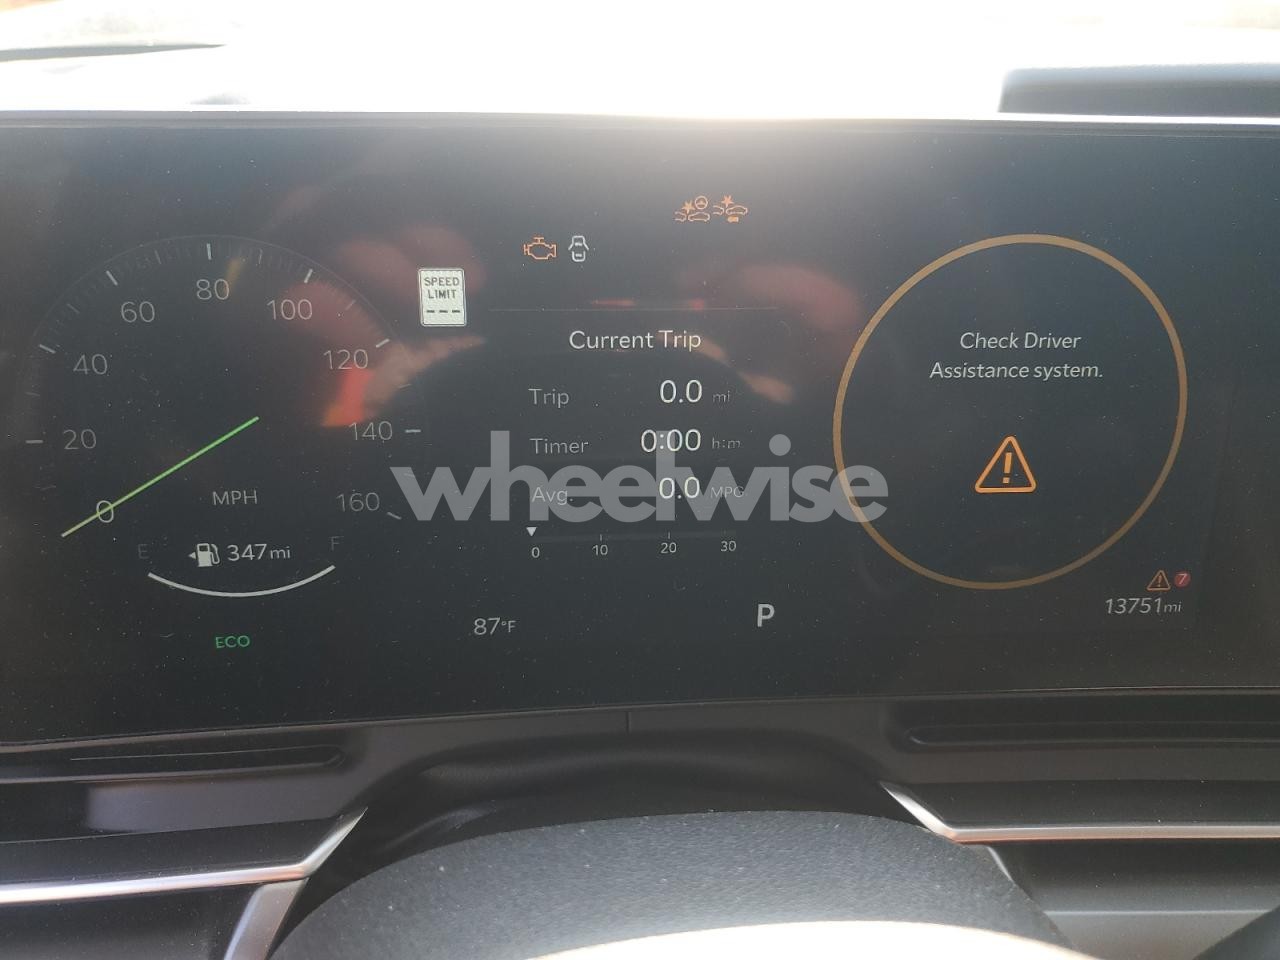 80
60
100
SPEED
LIMIT
---
40
120
20
140
0
160
MPH
E
F
347mi
ECO
Current Trip
Trip 0.0 mi
Timer 0:00 h:m
Avg. 0.0 MPG
0 10 20 30
87°F
P
Check Driver
Assistance system.
!
! 7
13751mi
wheelwise